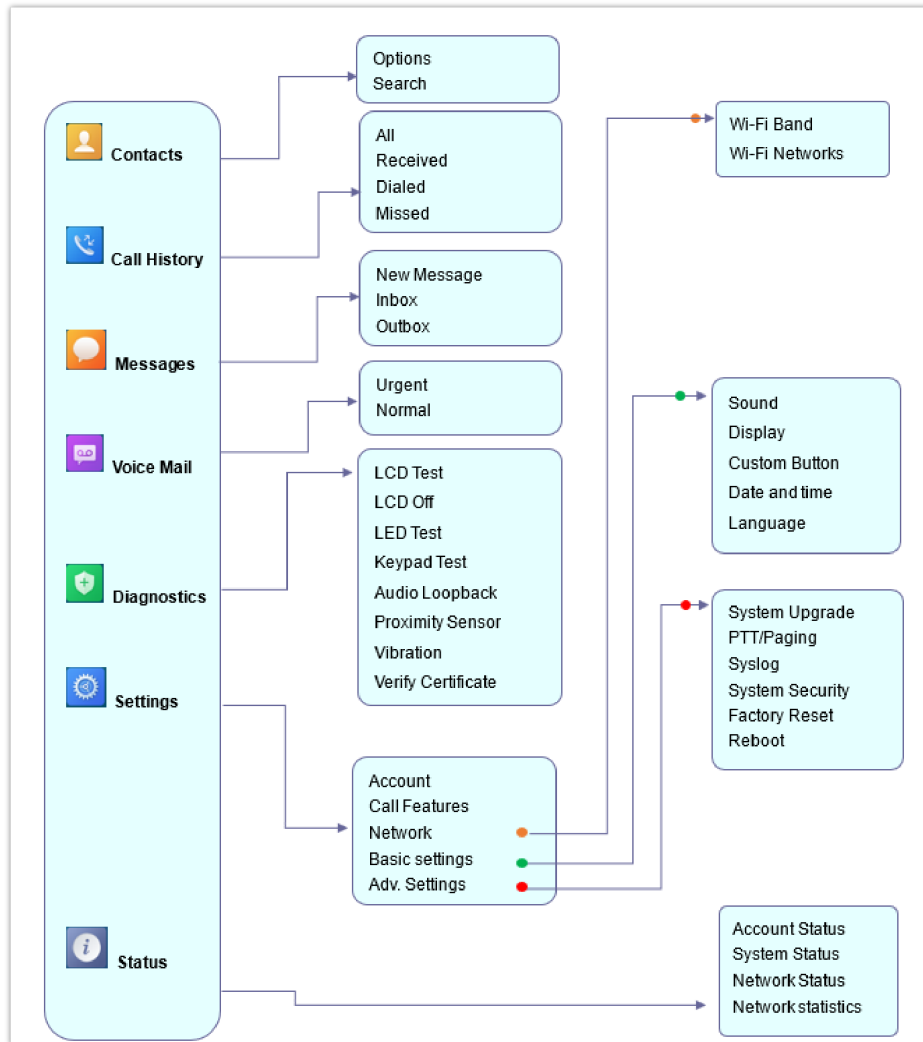 Contacts
Call History
Messages
Voice Mail
Diagnostics
Settings
Status
Options
Search
All
Received
Dialed
Missed
New Message
Inbox
Outbox
Urgent
Normal
LCD Test
LCD Off
LED Test
Keypad Test
Audio Loopback
Proximity Sensor
Vibration
Verify Certificate
Account
Call Features
Network
Basic settings
Adv. Settings
Wi-Fi Band
Wi-Fi Networks
Sound
Display
Custom Button
Date and time
Language
System Upgrade
PTT/Paging
Syslog
System Security
Factory Reset
Reboot
Account Status
System Status
Network Status
Network statistics